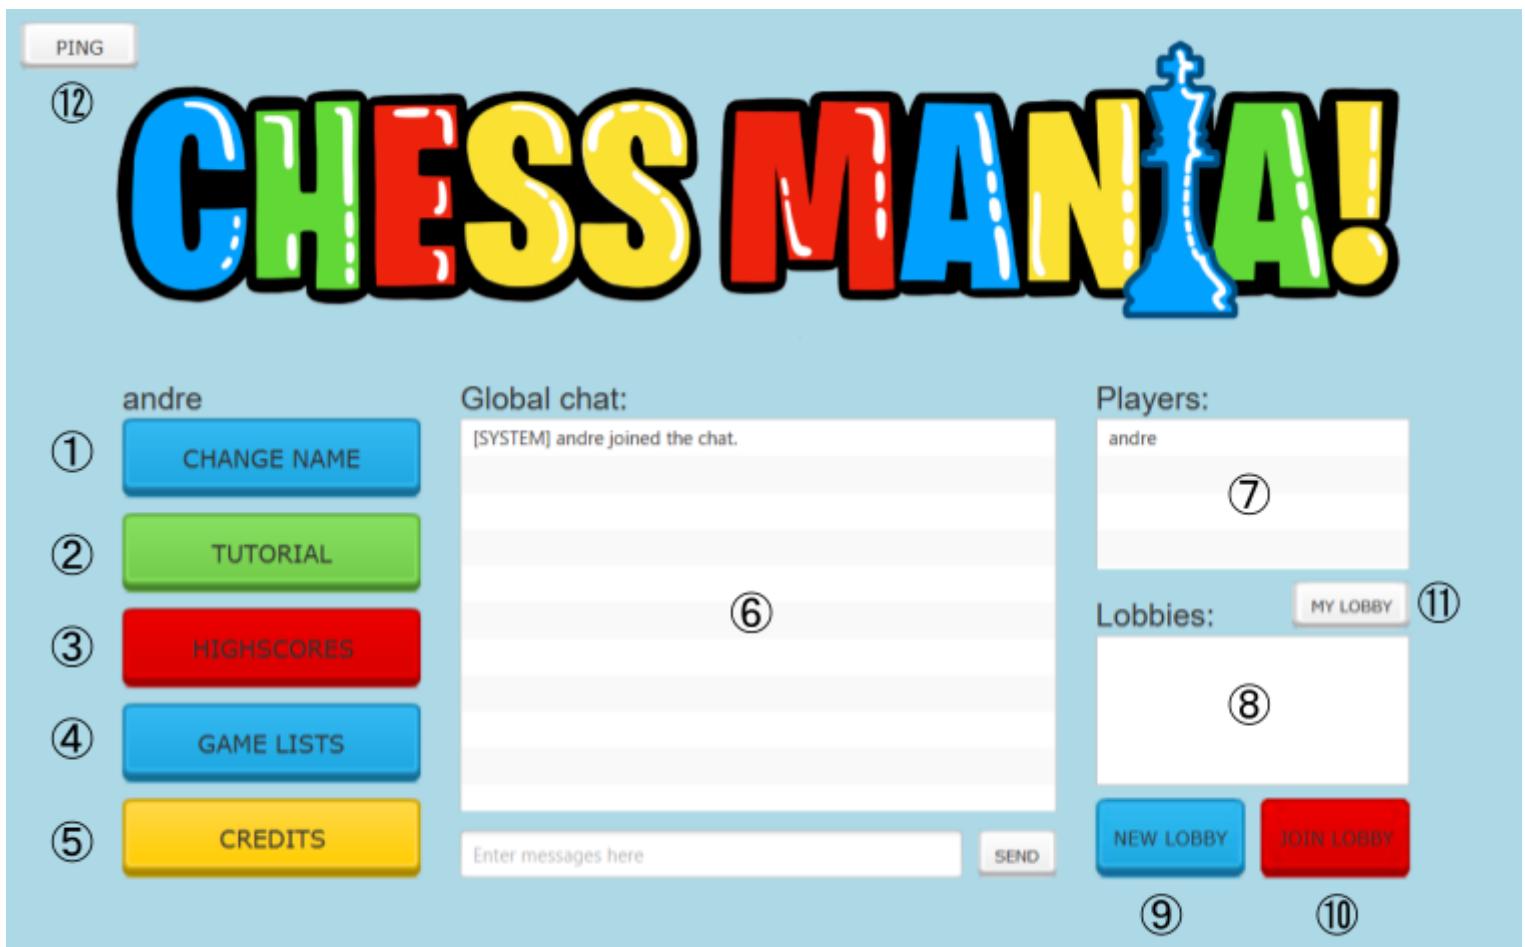 PING
⑫
CHESS MANIA!
andre
① CHANGE NAME
② TUTORIAL
③ HIGHSCORES
④ GAME LISTS
⑤ CREDITS
Global chat:
[SYSTEM] andre joined the chat.
⑥
Enter messages here
SEND
Players:
andre
⑦
Lobbies:
MY LOBBY ⑪
⑧
NEW LOBBY
JOIN LOBBY
⑨
⑩